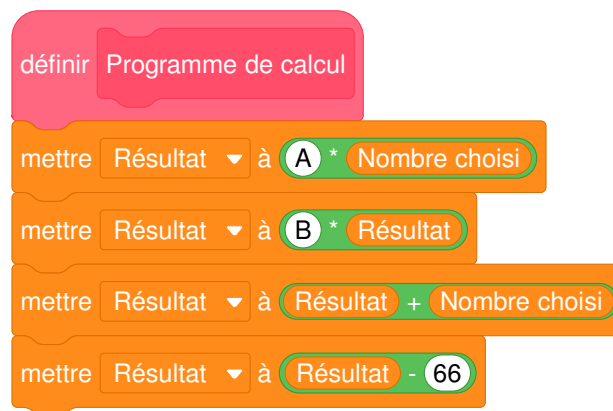 définir Programme de calcul
mettre Résultat à A * Nombre choisi
mettre Résultat à B * Résultat
mettre Résultat à Résultat + Nombre choisi
mettre Résultat à Résultat - 66